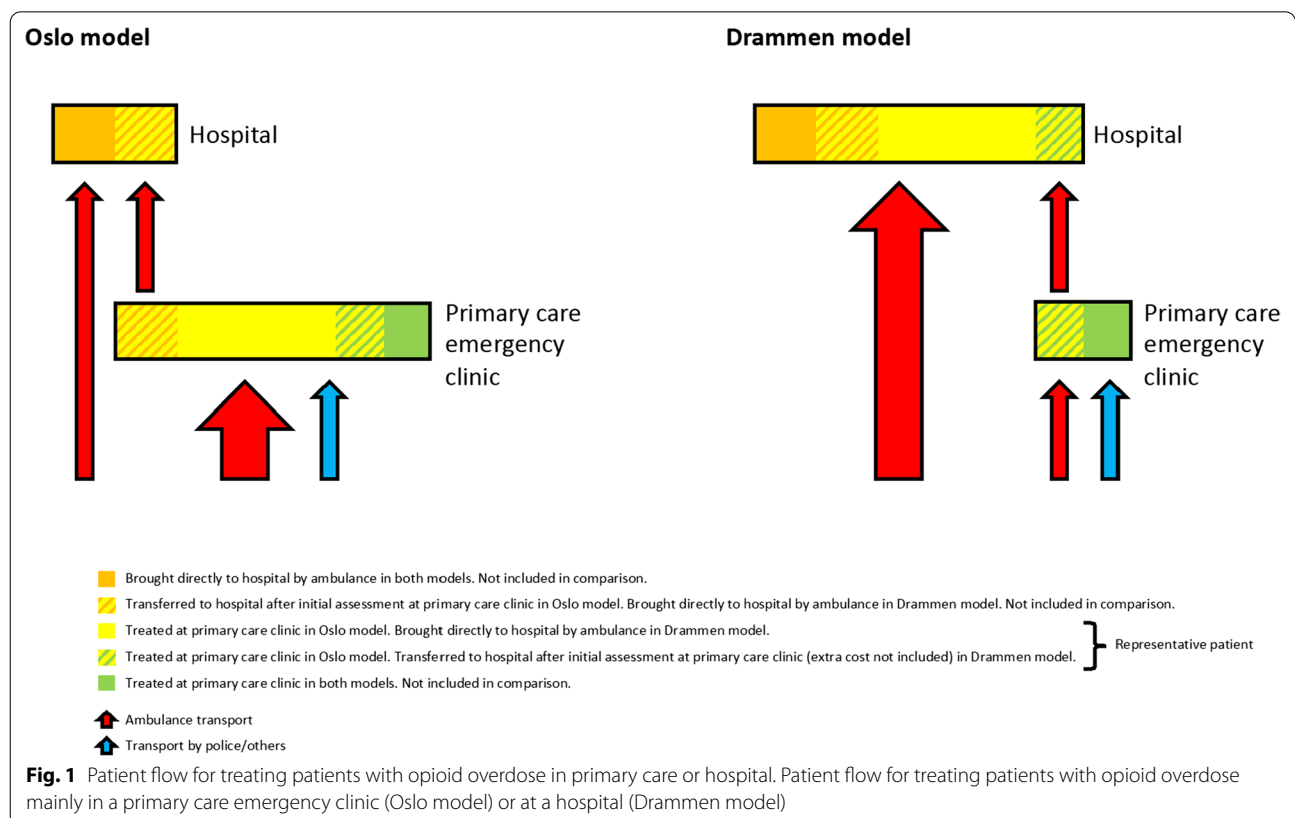 Oslo model
Drammen model
Hospital
Hospital
Primary care
emergency
clinic
Primary care
emergency
clinic
Brought directly to hospital by ambulance in both models. Not included in comparison.
Transferred to hospital after initial assessment at primary care clinic in Oslo model. Brought directly to hospital by ambulance in Drammen model. Not included in comparison.
Treated at primary care clinic in Oslo model. Brought directly to hospital by ambulance in Drammen model.
Treated at primary care clinic in Oslo model. Transferred to hospital after initial assessment at primary care clinic (extra cost not included) in Drammen model.
Representative patient
Treated at primary care clinic in both models. Not included in comparison.
Ambulance transport
Transport by police/others
Fig. 1 Patient flow for treating patients with opioid overdose in primary care or hospital. Patient flow for treating patients with opioid overdose
mainly in a primary care emergency clinic (Oslo model) or at a hospital (Drammen model)